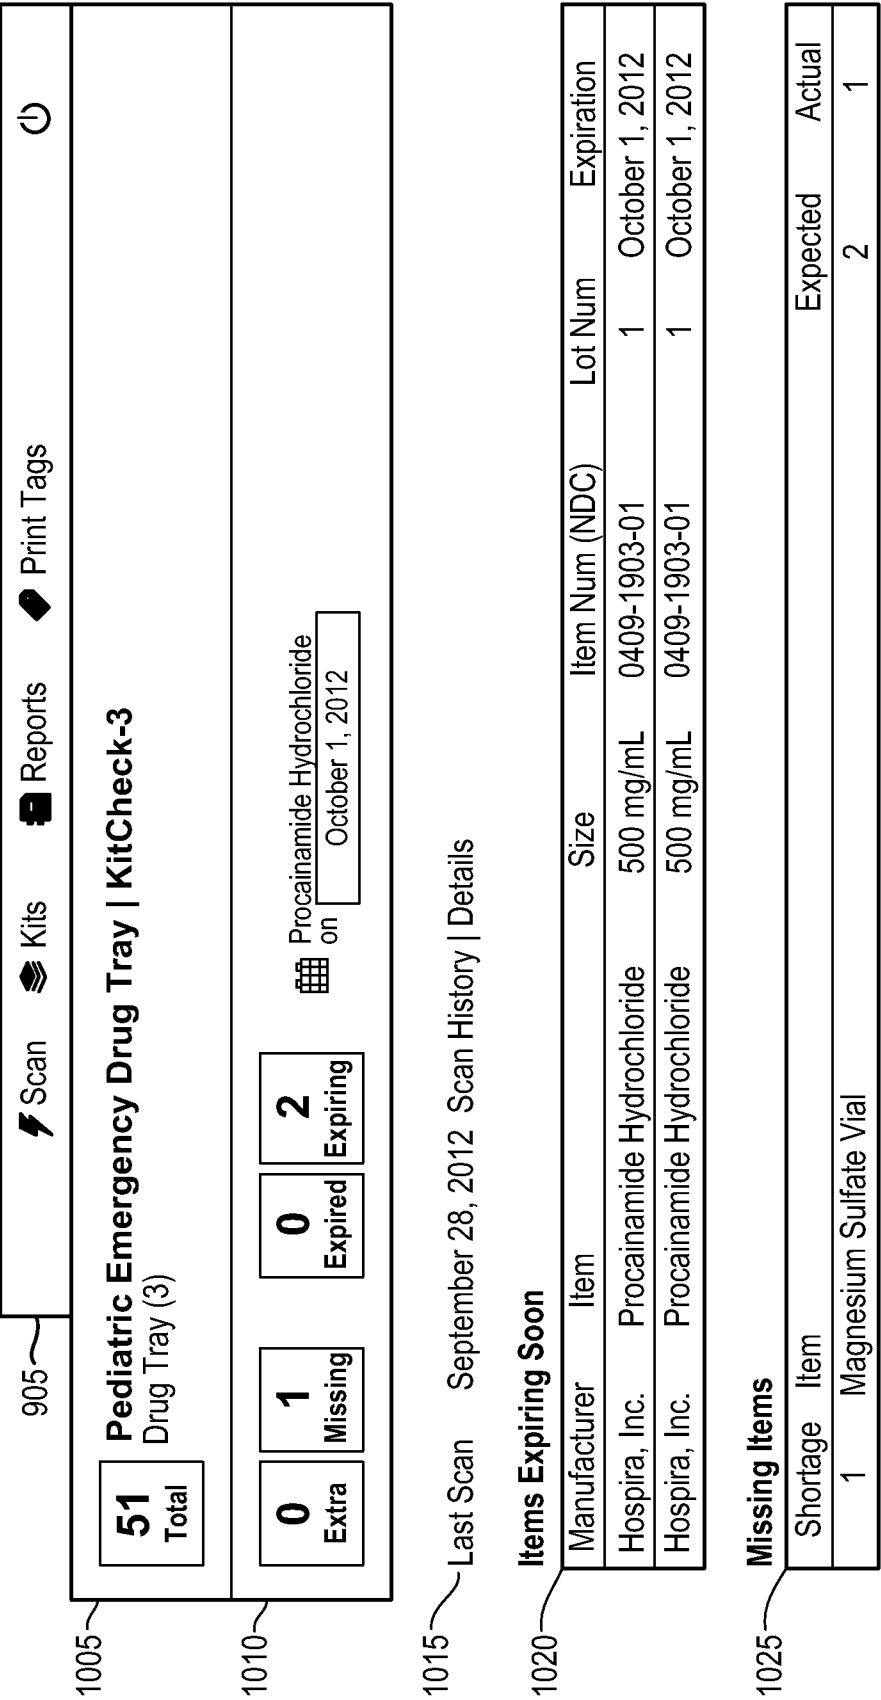 905
Scan Kits Reports Print Tags
1005
51
Total
Pediatric Emergency Drug Tray | KitCheck-3
Drug Tray (3)
1010
0
Extra
1
Missing
0
Expired
2
Expiring
Procainamide Hydrochloride
on October 1, 2012
1015
Last Scan September 28, 2012 Scan History | Details
Items Expiring Soon
1020
Manufacturer Item Size Item Num (NDC) Lot Num Expiration
Hospira, Inc. Procainamide Hydrochloride 500 mg/mL 0409-1903-01 1 October 1, 2012
Hospira, Inc. Procainamide Hydrochloride 500 mg/mL 0409-1903-01 1 October 1, 2012
Missing Items
1025
Shortage Item Expected Actual
1 Magnesium Sulfate Vial 2 1